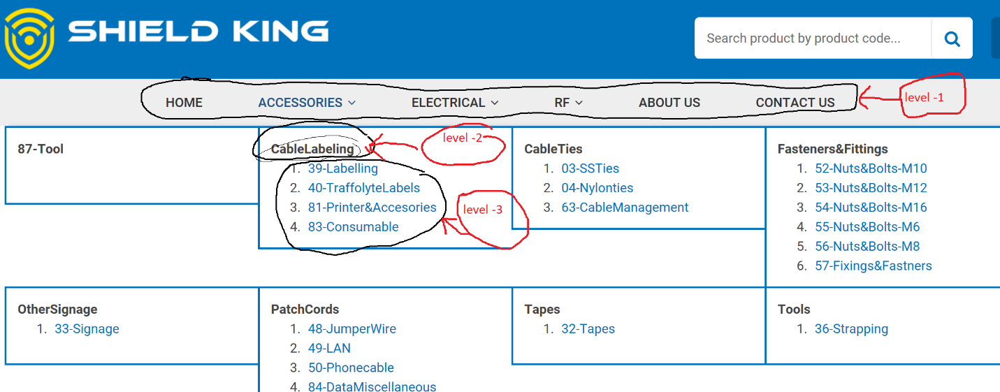 SHIELD KING
Search product by product code...
HOME ACCESSORIES ELECTRICAL RF ABOUT US CONTACT US
level -1
87-Tool
CableLabeling
1. 39-Labelling
2. 40-TraffolyteLabels
3. 81-Printer&Accesories
4. 83-Consumable
level -2
level -3
CableTies
1. 03-SSTies
2. 04-Nylonties
3. 63-CableManagement
Fasteners&Fittings
1. 52-Nuts&Bolts-M10
2. 53-Nuts&Bolts-M12
3. 54-Nuts&Bolts-M16
4. 55-Nuts&Bolts-M6
5. 56-Nuts&Bolts-M8
6. 57-Fixings&Fastners
OtherSignage
1. 33-Signage
PatchCords
1. 48-JumperWire
2. 49-LAN
3. 50-Phonecable
4. 84-DataMiscellaneous
Tapes
1. 32-Tapes
Tools
1. 36-Strapping